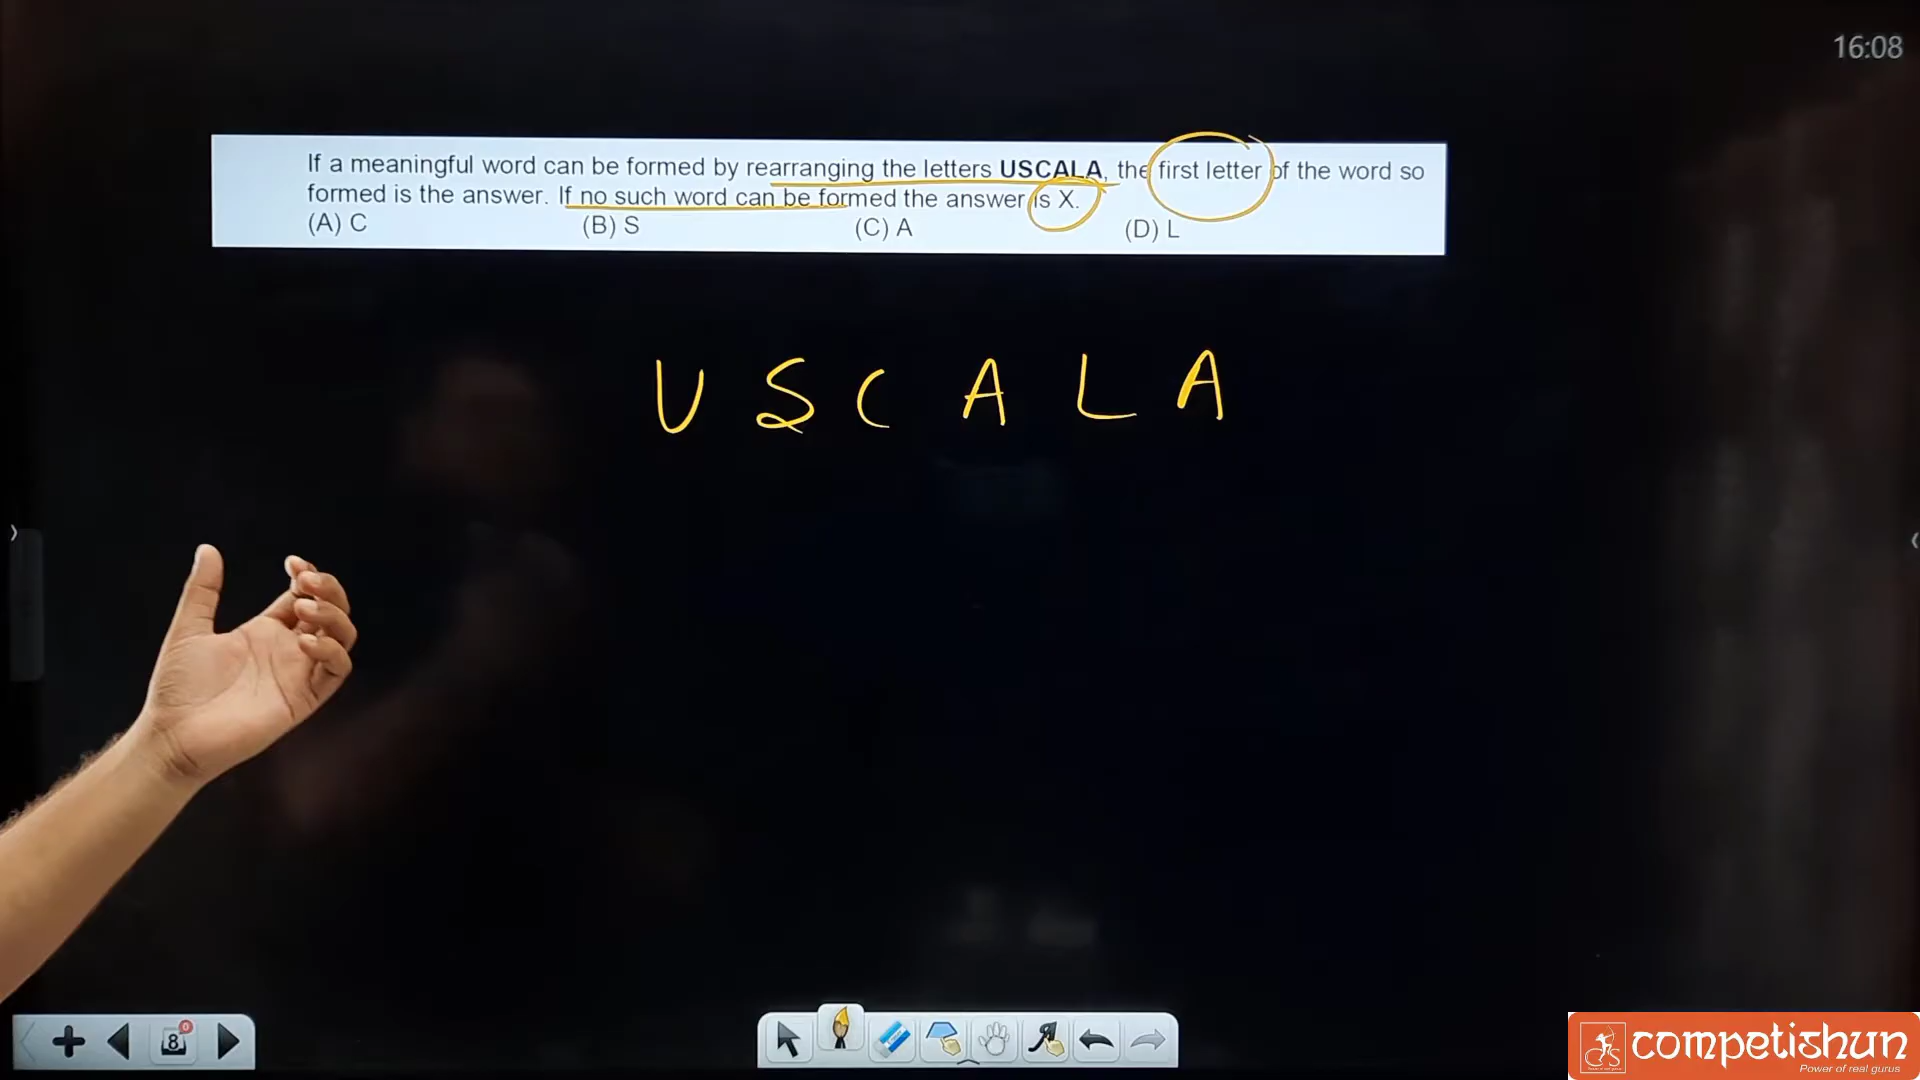 16:08
If a meaningful word can be formed by rearranging the letters USCALA, the first letter of the word so
formed is the answer. If no such word can be formed the answer is X.
(A) C (B) S (C) A (D) L
U S C A L A
8 0
competishun
Power of real gurus